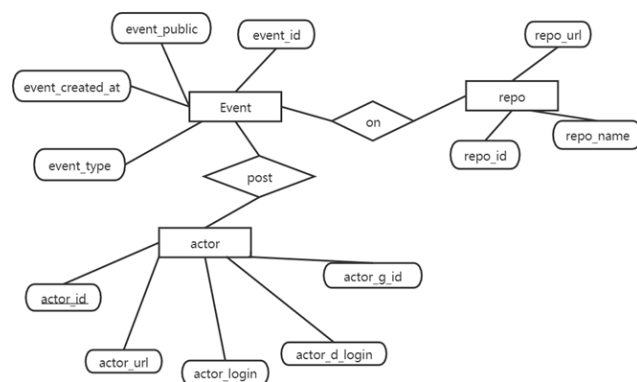 event_public
event_id
repo_url
event_created_at
Event
repo
on
event_type
repo_name
repo_id
post
actor
actor_g_id
actor_id
actor_url
actor_d_login
actor_login